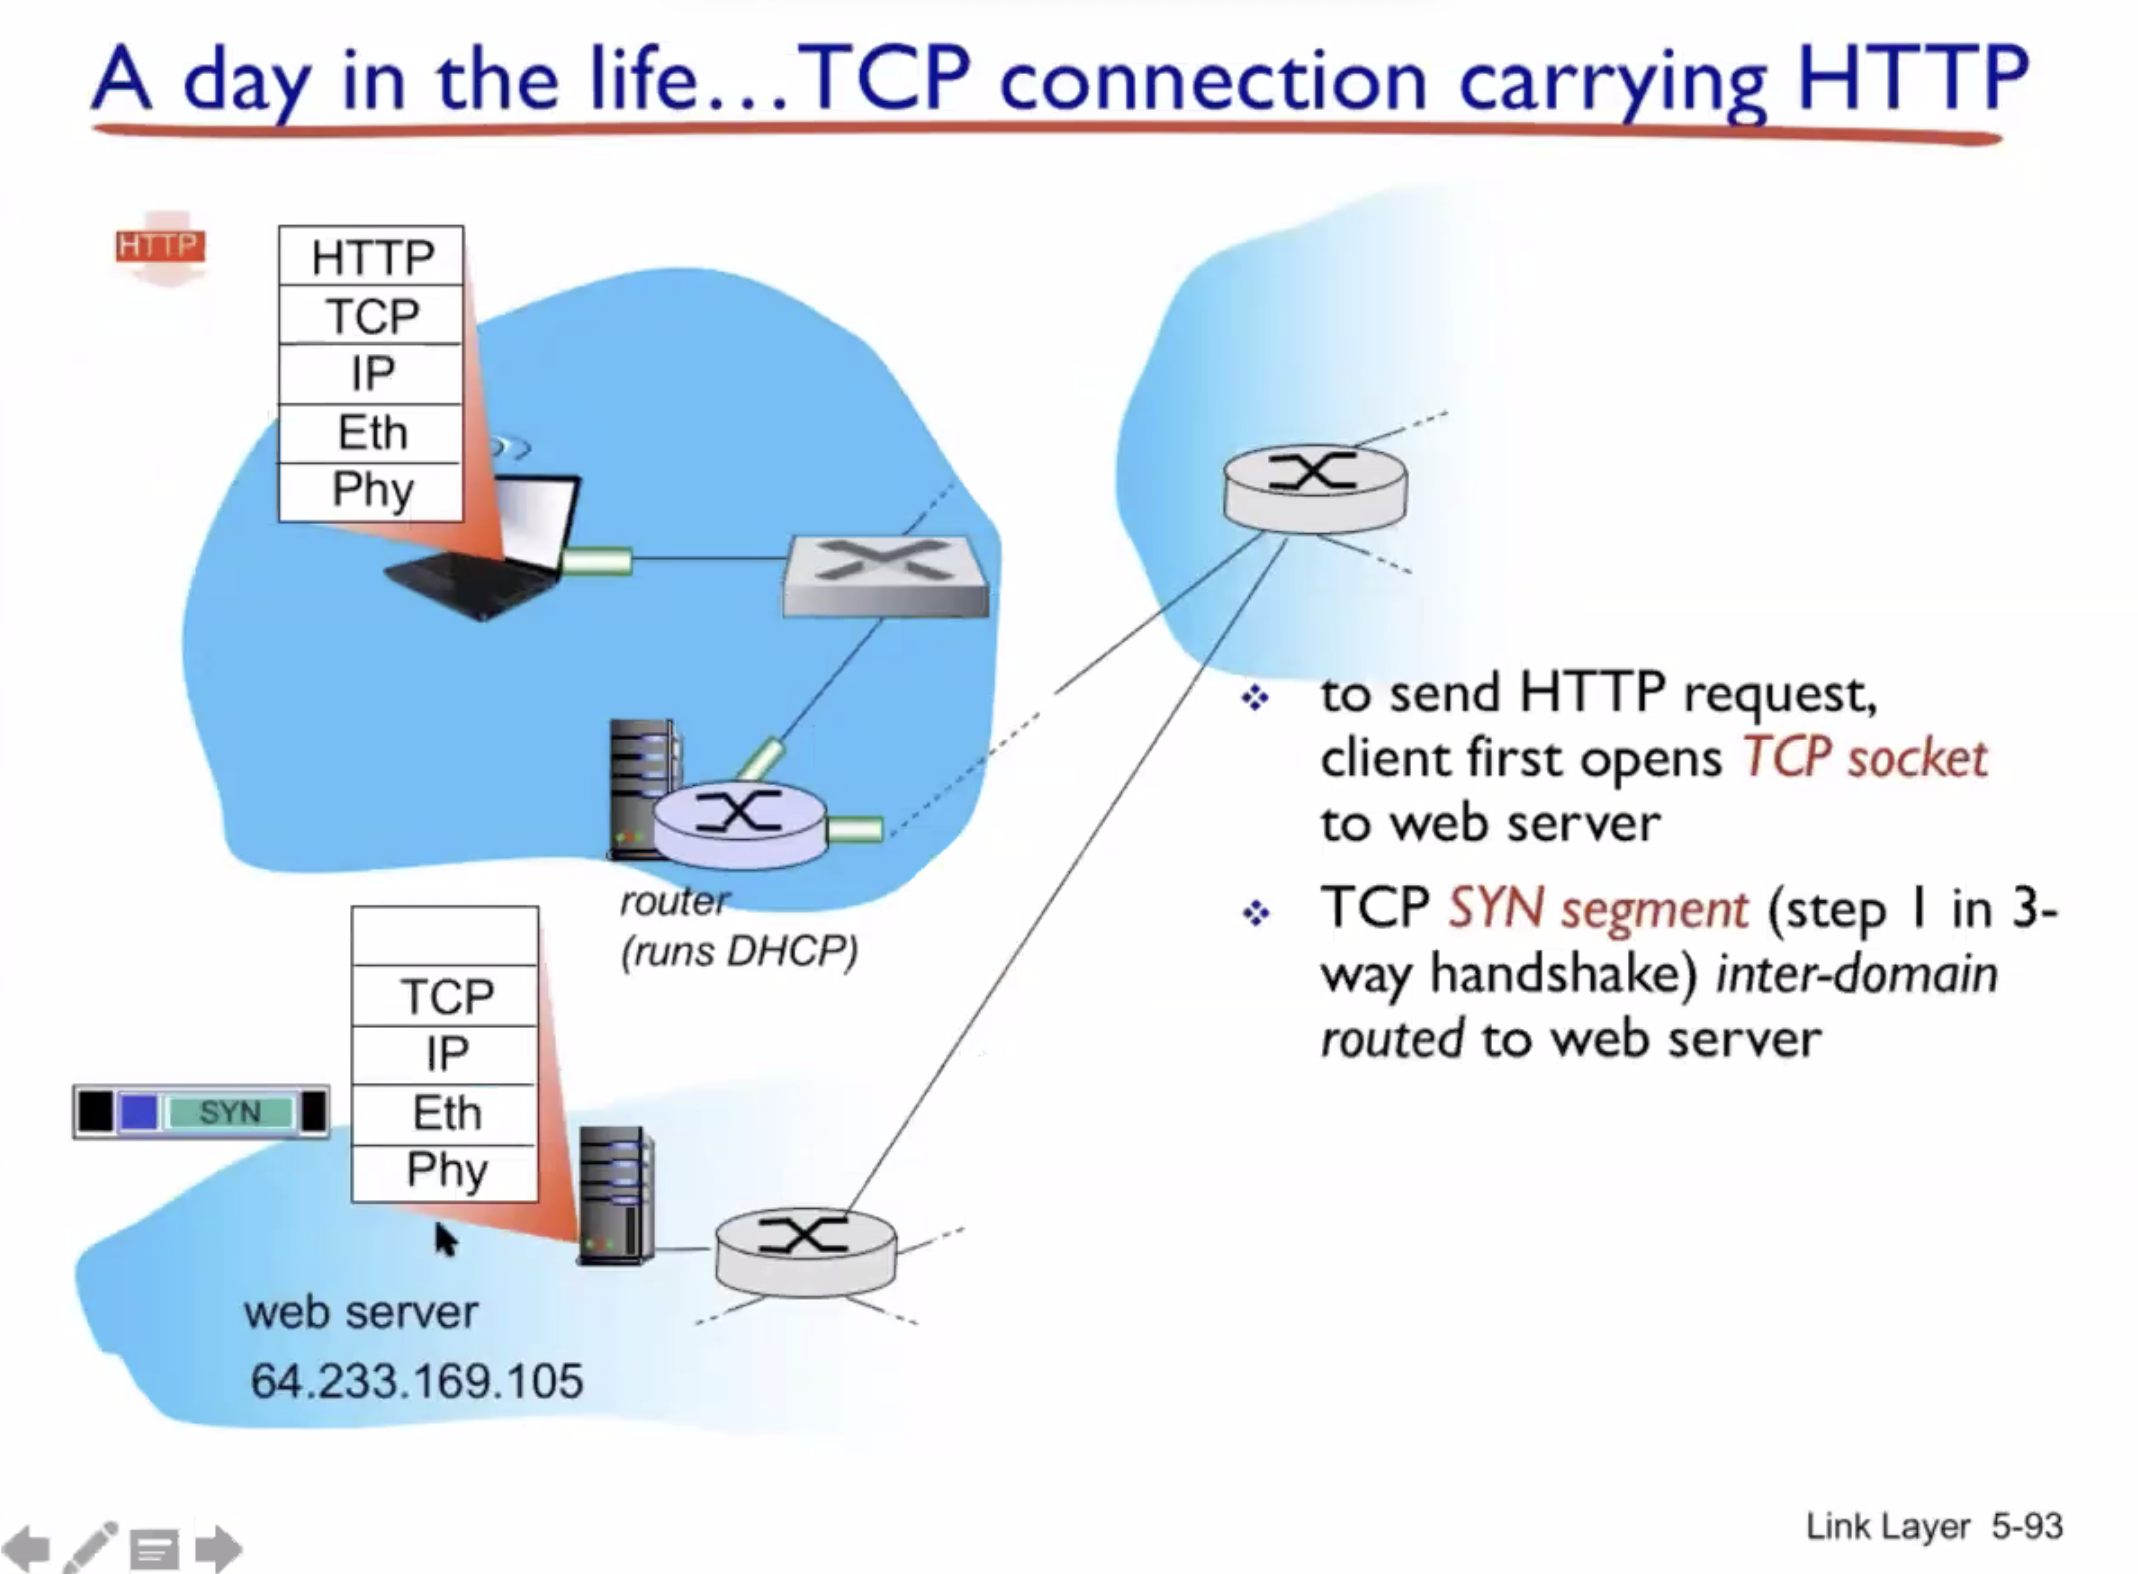 A day in the life…TCP connection carrying HTTP
HTTP
HTTP
TCP
IP
Eth
Phy
router
(runs DHCP)
TCP
IP
Eth
Phy
SYN
web server
64.233.169.105
to send HTTP request,
client first opens TCP socket
to web server
TCP SYN segment (step 1 in 3-
way handshake) inter-domain
routed to web server
Link Layer 5-93